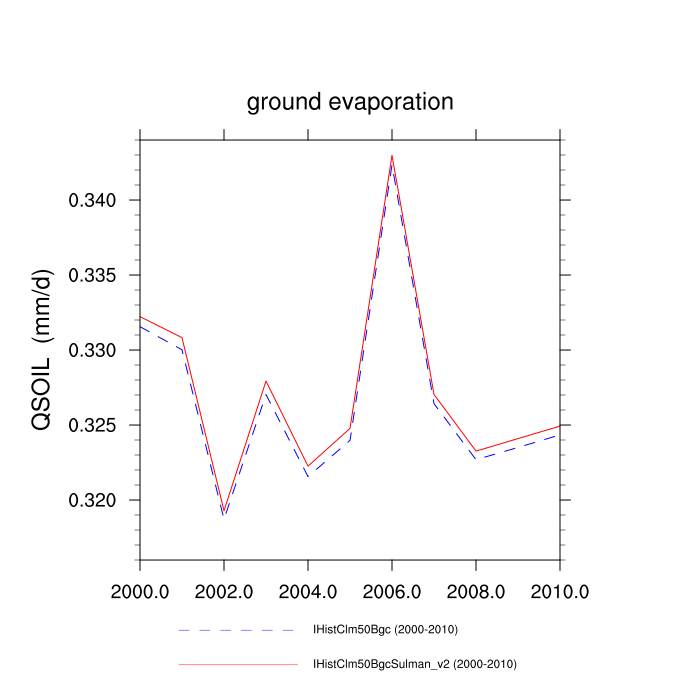 ground evaporation
QSOIL (mm/d)
0.340
0.335
0.330
0.325
0.320
2000.0 2002.0 2004.0 2006.0 2008.0 2010.0
IHistClm50Bgc (2000-2010)
IHistClm50BgcSulman_v2 (2000-2010)